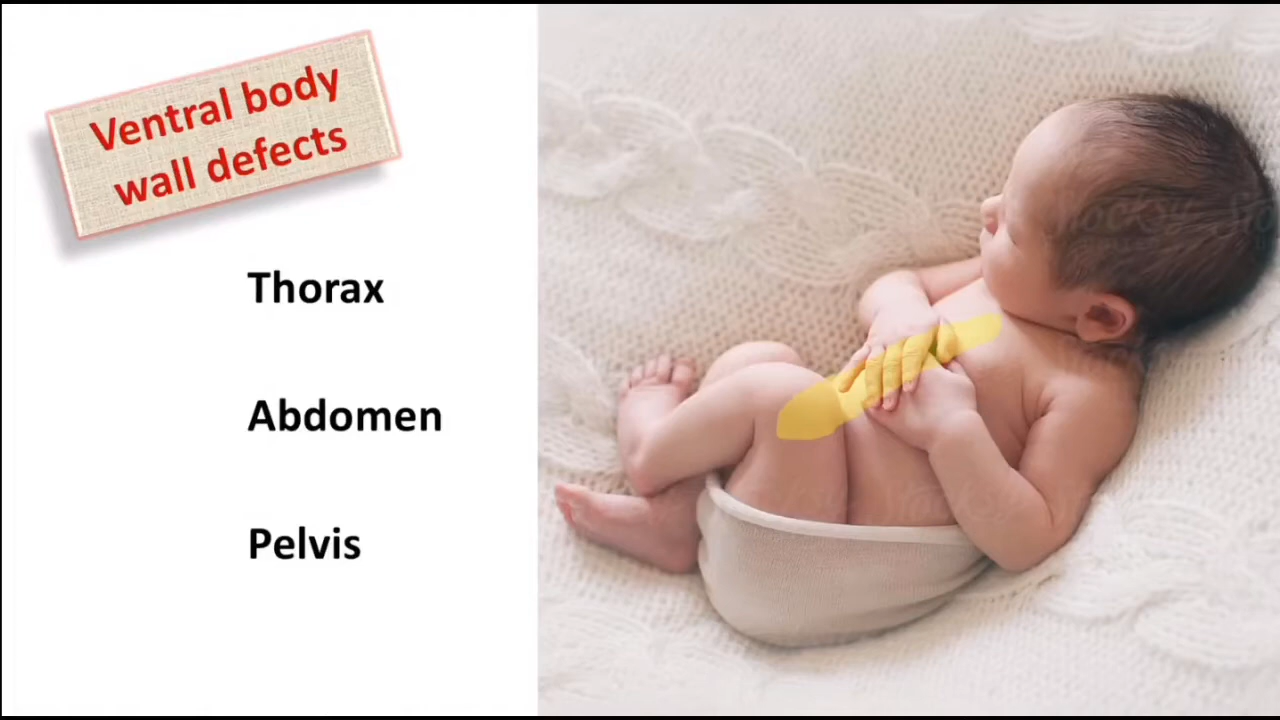 Ventral body
wall defects
Thorax
Abdomen
Pelvis